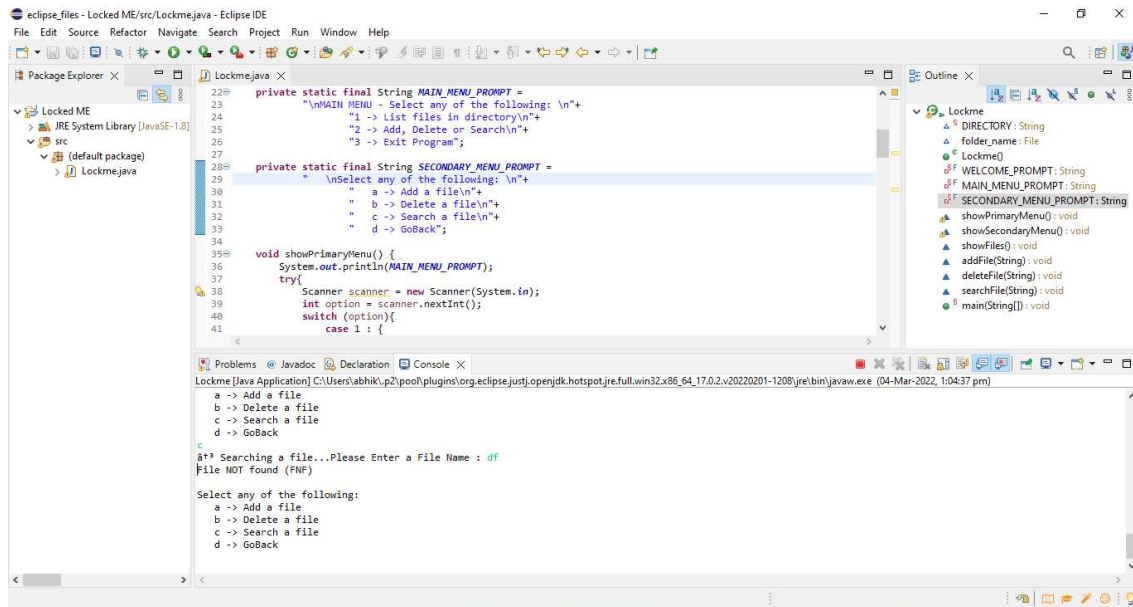 eclipse_files - Locked ME/src/Lockme.java - Eclipse IDE
File Edit Source Refactor Navigate Search Project Run Window Help
Package Explorer
Locked ME
JRE System Library [JavaSE-1.8]
src
(default package)
Lockme.java
Lockme.java
22 private static final String MAIN_MENU_PROMPT =
23 "\nMAIN MENU - Select any of the following: \n"+
24 "1 -> List files in directory\n"+
25 "2 -> Add, Delete or Search\n"+
26 "3 -> Exit Program";
27
28 private static final String SECONDARY_MENU_PROMPT =
29 "   \nSelect any of the following: \n"+
30 "   a -> Add a file\n"+
31 "   b -> Delete a file\n"+
32 "   c -> Search a file\n"+
33 "   d -> GoBack";
34
35 void showPrimaryMenu() {
36 System.out.println(MAIN_MENU_PROMPT);
37 try{
38 Scanner scanner = new Scanner(System.in);
39 int option = scanner.nextInt();
40 switch (option){
41 case 1 : {
Outline
Lockme
DIRECTORY : String
folder_name : File
Lockme()
WELCOME_PROMPT : String
MAIN_MENU_PROMPT : String
SECONDARY_MENU_PROMPT : String
showPrimaryMenu() : void
showSecondaryMenu() : void
showFiles() : void
addFile(String) : void
deleteFile(String) : void
searchFile(String) : void
main(String[]) : void
Problems @ Javadoc Declaration Console
Lockme [Java Application] C:\Users\abhik\.p2\pool\plugins\org.eclipse.justj.openjdk.hotspot.jre.full.win32.x86_64_17.0.2.v20220201-1208\jre\bin\javaw.exe (04-Mar-2022, 1:04:37 pm)
a -> Add a file
b -> Delete a file
c -> Search a file
d -> GoBack
c
â†³ Searching a file...Please Enter a File Name : df
File NOT found (FNF)
Select any of the following:
a -> Add a file
b -> Delete a file
c -> Search a file
d -> GoBack